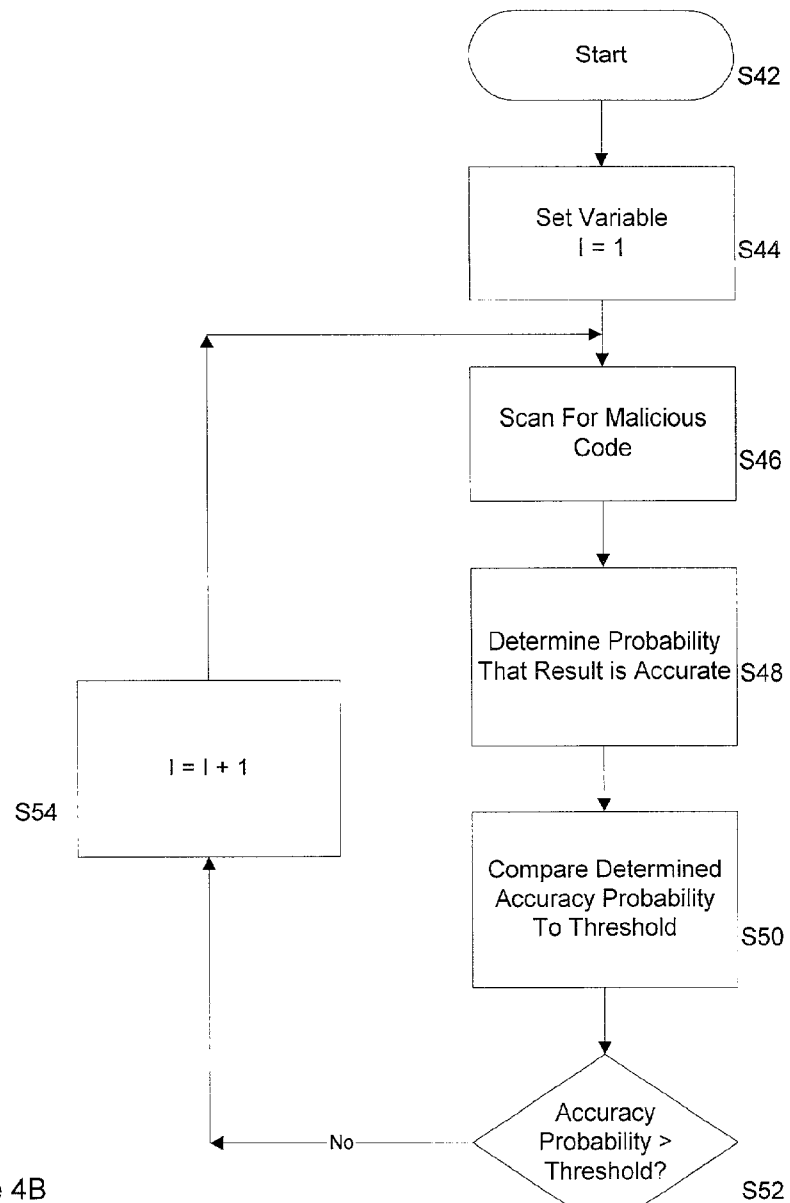 Start
S42
Set Variable
I = 1
S44
Scan For Malicious
Code
S46
Determine Probability
That Result is Accurate
S48
I = I + 1
S54
Compare Determined
Accuracy Probability
To Threshold
S50
Accuracy
Probability >
Threshold?
No
S52
4B